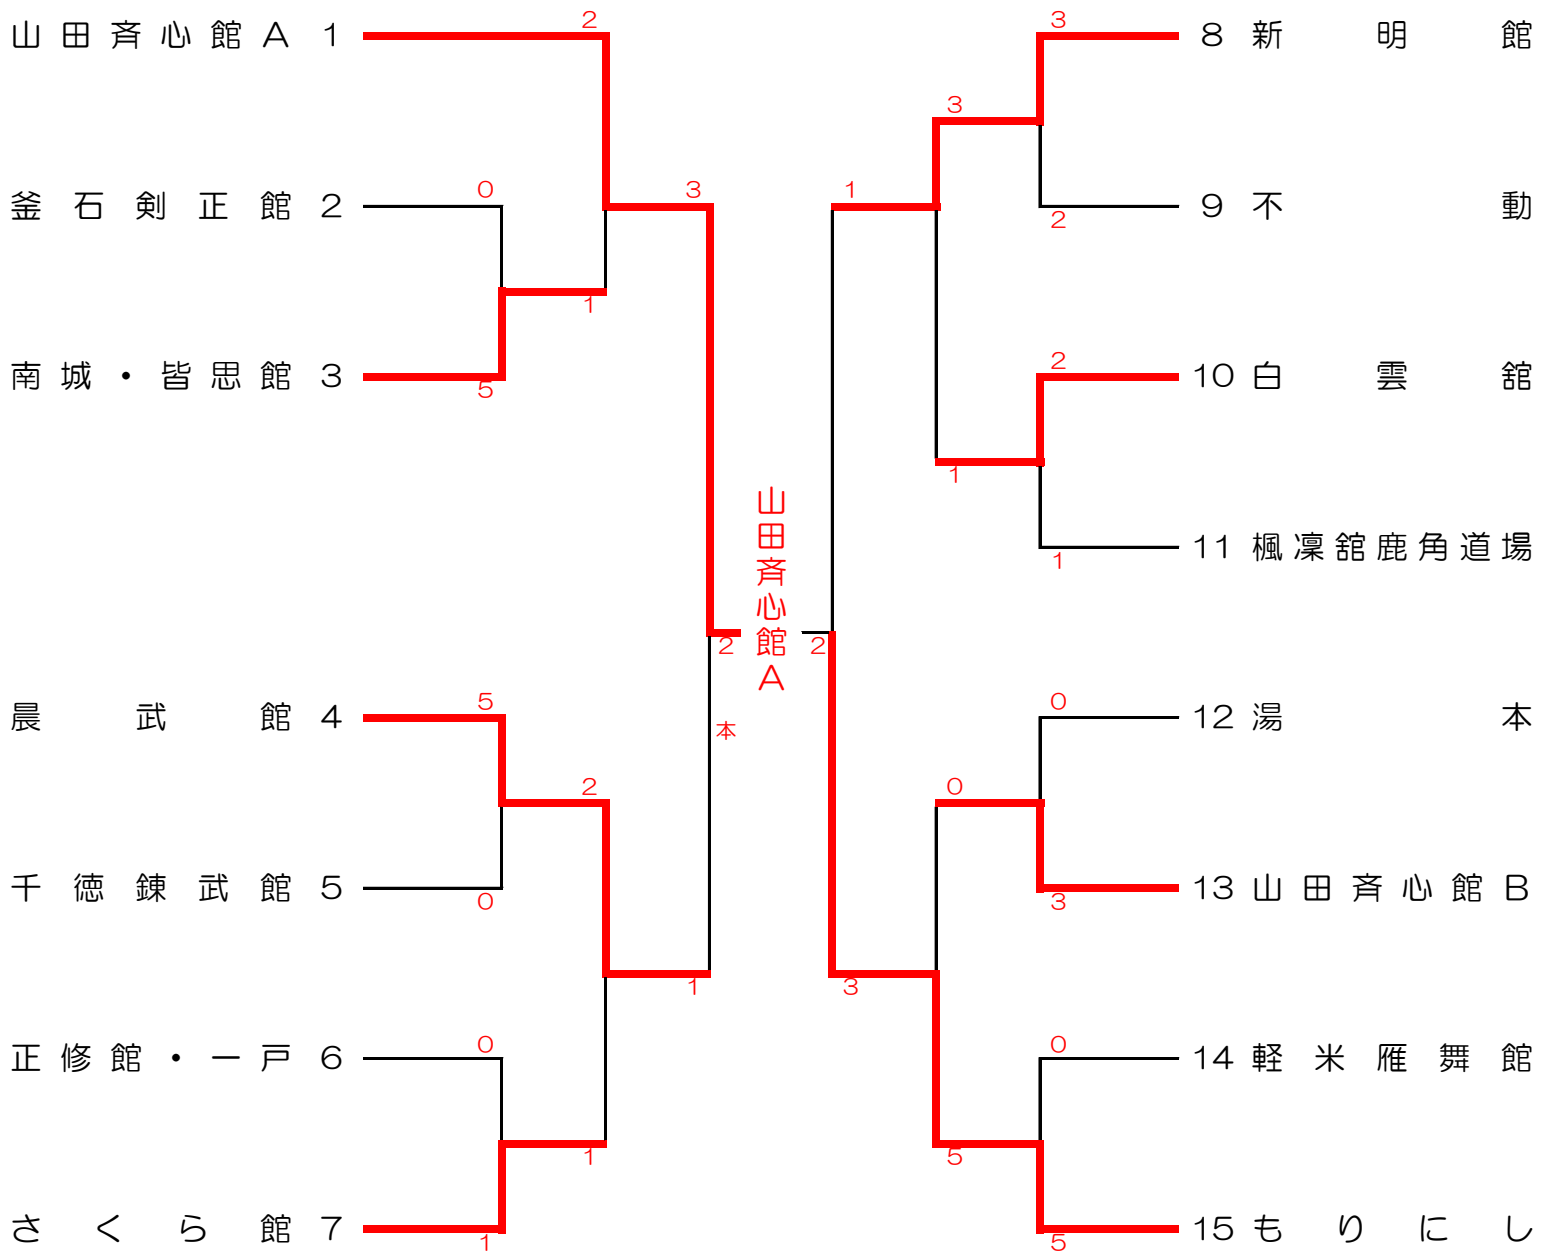 山田斉心館A 1
2
3
8 新明館
3
釜石剣正館 2
0
3
1
9 不動
2
1
南城・皆思館 3
5
2
10 白雲舘
1
11 楓凜舘鹿角道場
1
山田斉心館A
2
2
晨武館 4
5
本
0
12 湯本
2
0
千徳錬武館 5
0
13 山田斉心館B
3
1
3
正修館・一戸 6
0
0
14 軽米雁舞館
1
5
さくら館 7
1
15 もりにし
5